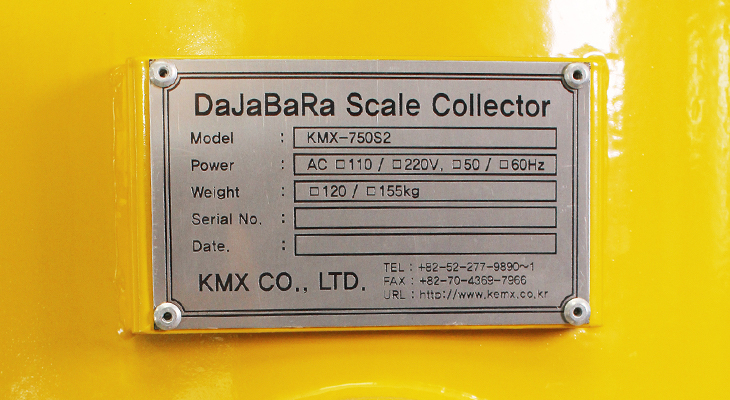 DaJaBaRa Scale Collector
Model : KMX-750S2
Power : AC □110 / □220V, □50 / □60Hz
Weight : □120 / □155kg
Serial No. :
Date. :
KMX CO., LTD.
TEL : +82-52-277-9890~1
FAX : +82-70-4369-7966
URL : http://www.kemx.co.kr